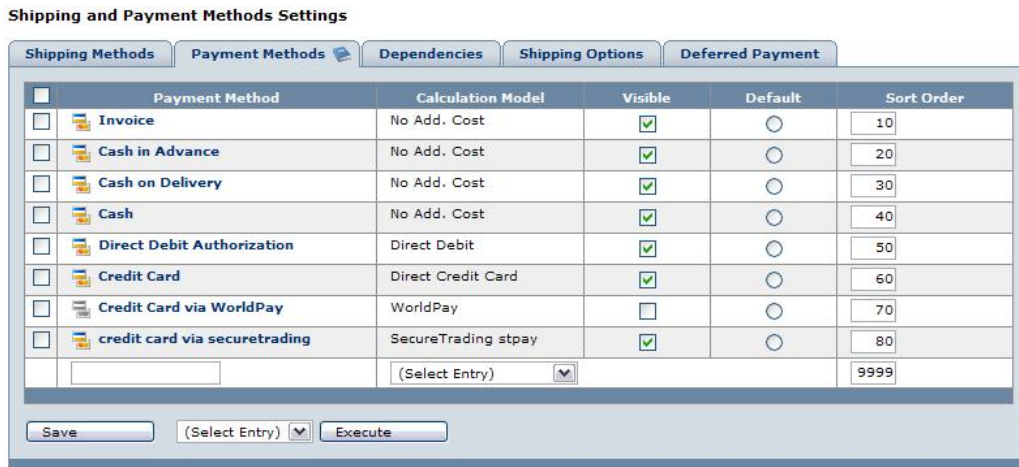 Shipping and Payment Methods Settings
Shipping Methods Payment Methods Dependencies Shipping Options Deferred Payment
Payment Method Calculation Model Visible Default Sort Order
Invoice No Add. Cost 10
Cash in Advance No Add. Cost 20
Cash on Delivery No Add. Cost 30
Cash No Add. Cost 40
Direct Debit Authorization Direct Debit 50
Credit Card Direct Credit Card 60
Credit Card via WorldPay WorldPay 70
credit card via securetrading SecureTrading stpay 80
(Select Entry) 9999
Save (Select Entry) Execute